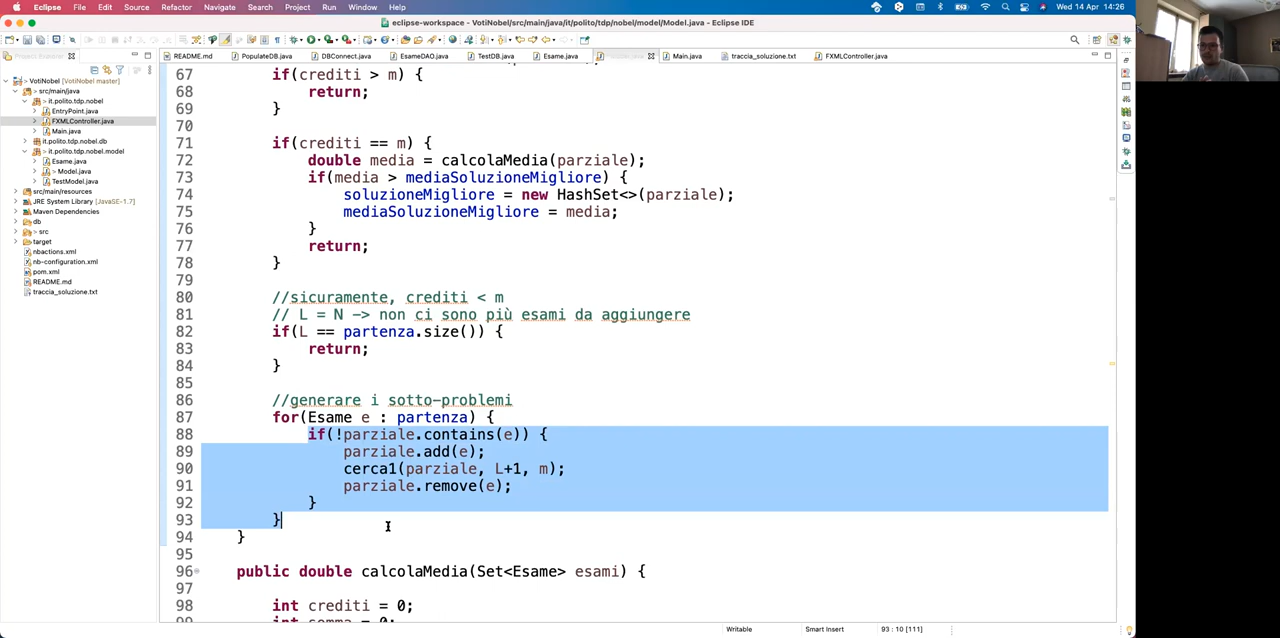 Eclipse File Edit Source Refactor Navigate Search Project Run Window Help Wed 14 Apr 14:26
eclipse-workspace - VotiNobel/src/main/java/it/polito/tdp/nobel/model/Model.java - Eclipse IDE
README.md PopulateDB.java DBConnect.java EsameDAO.java TestDB.java Esame.java Main.java traccia_soluzione.txt FXMLController.java
VotiNobel [VotiNobel master]
src/main/java
it.polito.tdp.nobel
EntryPoint.java
FXMLController.java
Main.java
it.polito.tdp.nobel.db
it.polito.tdp.nobel.model
Esame.java
> Model.java
TestModel.java
src/main/resources
JRE System Library [JavaSE-1.7]
Maven Dependencies
db
> src
target
nbactions.xml
nb-configuration.xml
pom.xml
README.md
traccia_soluzione.txt
67 if(crediti > m) {
68 return;
69 }
70
71 if(crediti == m) {
72 double media = calcolaMedia(parziale);
73 if(media > mediaSoluzioneMigliore) {
74 soluzioneMigliore = new HashSet<>(parziale);
75 mediaSoluzioneMigliore = media;
76 }
77 return;
78 }
79
80 //sicuramente, crediti < m
81 // L = N -> non ci sono più esami da aggiungere
82 if(L == partenza.size()) {
83 return;
84 }
85
86 //generare i sotto-problemi
87 for(Esame e : partenza) {
88 if(!parziale.contains(e)) {
89 parziale.add(e);
90 cerca1(parziale, L+1, m);
91 parziale.remove(e);
92 }
93 }
94 }
95
96 public double calcolaMedia(Set<Esame> esami) {
97
98 int crediti = 0;
99 int somma = 0;
Writable Smart Insert 93 : 10 [111]